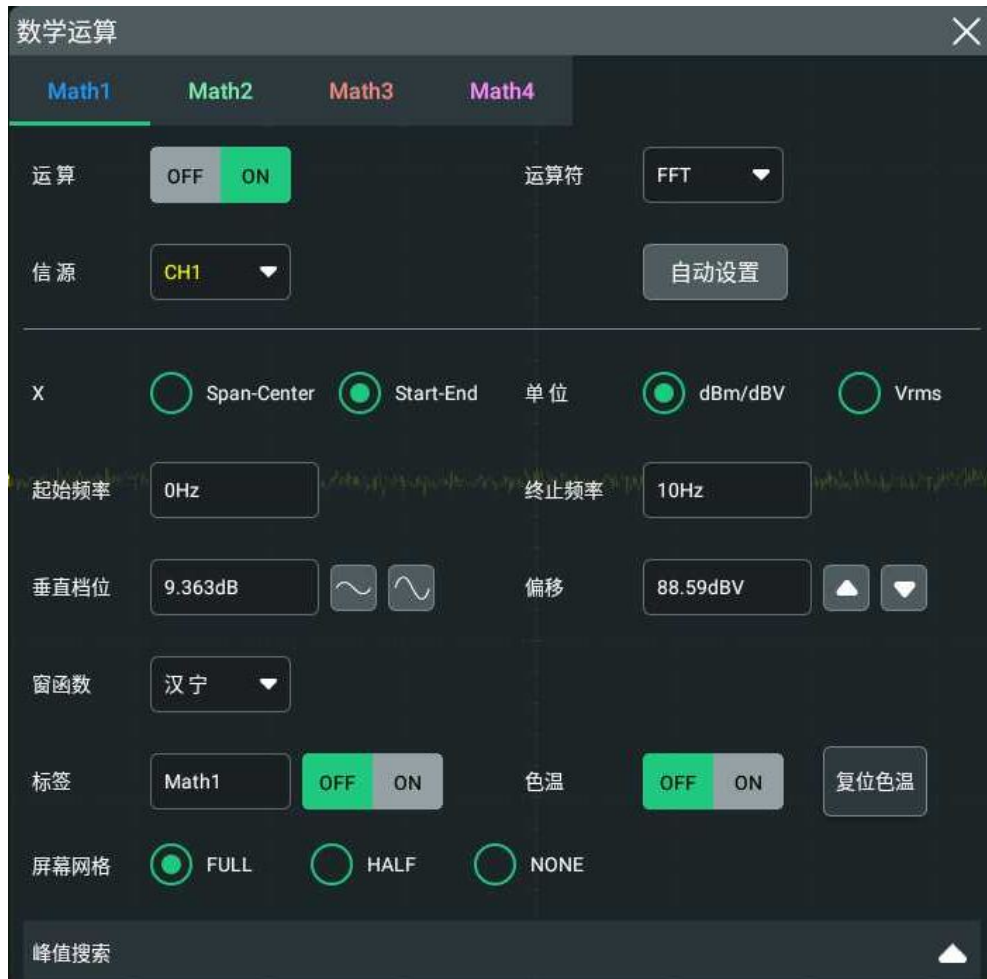 数学运算
Math1 Math2 Math3 Math4
运算 OFF ON 运算符 FFT
信源 CH1 自动设置
X Span-Center Start-End 单位 dBm/dBV Vrms
起始频率 0Hz 终止频率 10Hz
垂直档位 9.363dB 偏移 88.59dBV
窗函数 汉宁
标签 Math1 OFF ON 色温 OFF ON 复位色温
屏幕网格 FULL HALF NONE
峰值搜索